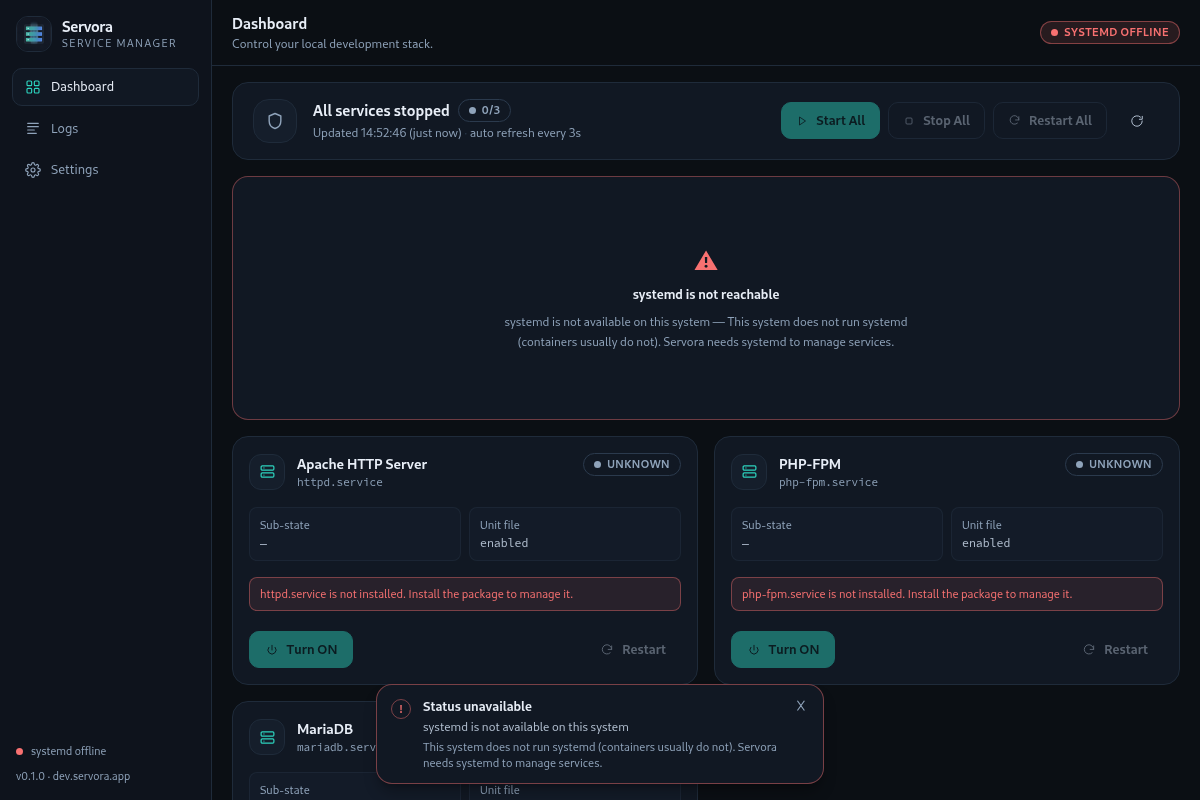 Servora
SERVICE MANAGER
Dashboard
Logs
Settings
systemd offline
v0.1.0 · dev.servora.app
Dashboard
Control your local development stack.
SYSTEMD OFFLINE
All services stopped
0/3
Updated 14:52:46 (just now) · auto refresh every 3s
Start All
Stop All
Restart All
systemd is not reachable
systemd is not available on this system — This system does not run systemd
(containers usually do not). Servora needs systemd to manage services.
Apache HTTP Server
httpd.service
UNKNOWN
Sub-state
—
Unit file
enabled
httpd.service is not installed. Install the package to manage it.
Turn ON
Restart
PHP-FPM
php-fpm.service
UNKNOWN
Sub-state
—
Unit file
enabled
php-fpm.service is not installed. Install the package to manage it.
Turn ON
Restart
MariaDB
mariadb.serv
Sub-state
Unit file
Status unavailable
X
systemd is not available on this system
This system does not run systemd (containers usually do not). Servora
needs systemd to manage services.